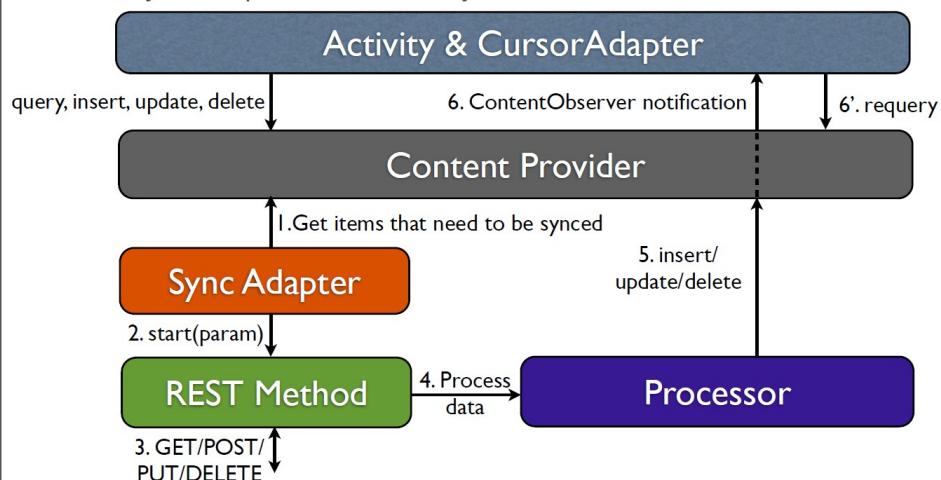 Activity & CursorAdapter
query, insert, update, delete
6. ContentObserver notification
6’. requery
Content Provider
1.Get items that need to be synced
5. insert/
update/delete
Sync Adapter
2. start(param)
REST Method
4. Process
data
Processor
3. GET/POST/
PUT/DELETE